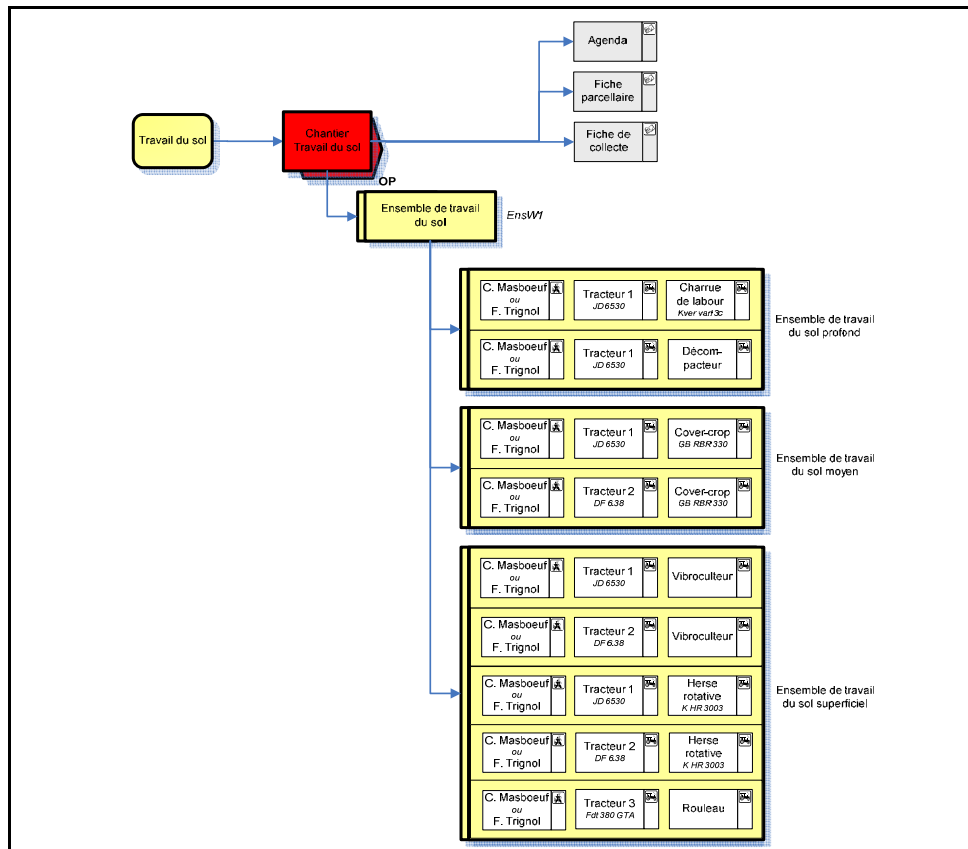 Agenda
Fiche
parcellaire
Fiche de
collecte
Travail du sol
Chantier
Travail du sol
OP
Ensemble de travail
du sol
EnsW1
C. Masboeuf
ou
F. Trignol
Tracteur 1
JD 6530
Charrue
de labour
Kver vari 3c
C. Masboeuf
ou
F. Trignol
Tracteur 1
JD 6530
Décom-
pacteur
Ensemble de travail
du sol profond
C. Masboeuf
ou
F. Trignol
Tracteur 1
JD 6530
Cover-crop
GB RBR 330
C. Masboeuf
ou
F. Trignol
Tracteur 2
DF 6.38
Cover-crop
GB RBR 330
Ensemble de travail
du sol moyen
C. Masboeuf
ou
F. Trignol
Tracteur 1
JD 6530
Vibroculteur
C. Masboeuf
ou
F. Trignol
Tracteur 2
DF 6.38
Vibroculteur
C. Masboeuf
ou
F. Trignol
Tracteur 1
JD 6530
Herse
rotative
K HR 3003
C. Masboeuf
ou
F. Trignol
Tracteur 2
DF 6.38
Herse
rotative
K HR 3003
C. Masboeuf
ou
F. Trignol
Tracteur 3
Fdt 380 GTA
Rouleau
Ensemble de travail
du sol superficiel